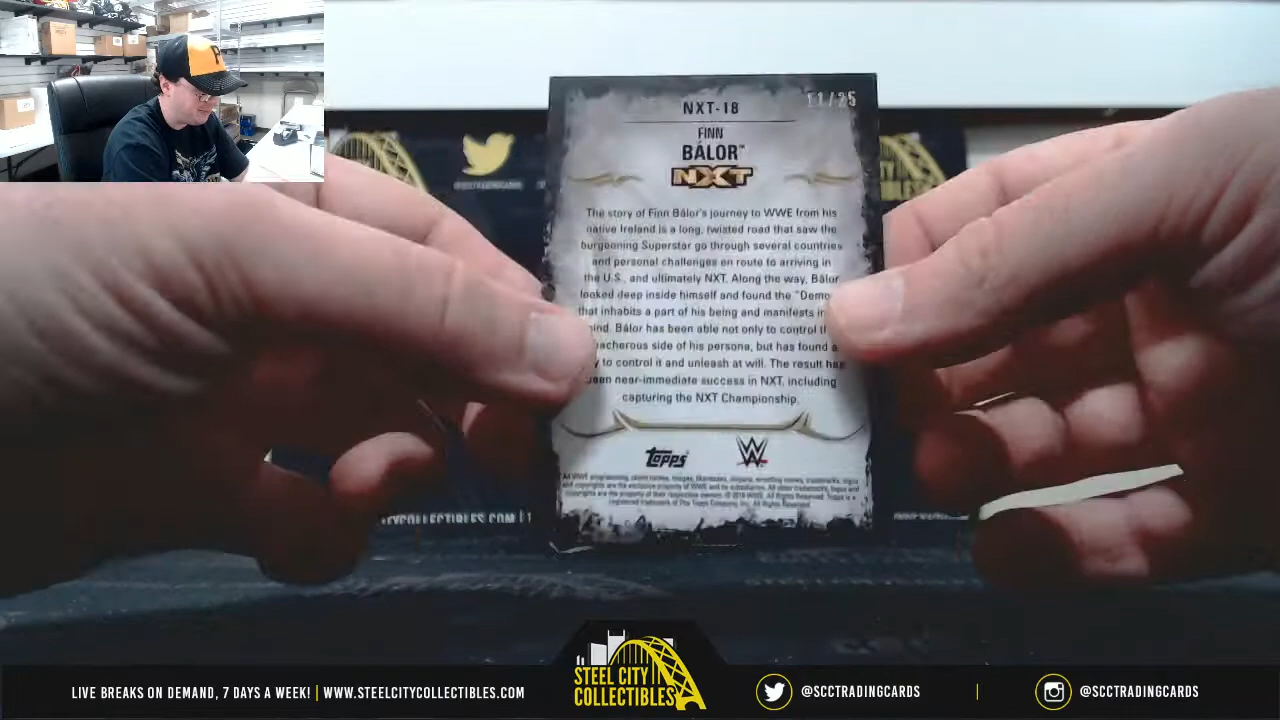 P
NXT-18
11/25
FINN
BÁLOR™
NXT
The story of Finn Bálor's journey to WWE from his
native Ireland is a long, twisted road that saw the
burgeoning Superstar go through several countries
and personal challenges en route to arriving in
the U.S., and ultimately NXT. Along the way, Bálor
looked deep inside himself and found the "Demo
that inhabits a part of his being and manifests in
Bálor has been able not only to control
side of his persona, but has found a
to control it and unleash at will. The result has
been near-immediate success in NXT, including
capturing the NXT Championship.
Topps
W
@SCCTRADINGCARDS
STEEL CITY
COLLECTIBLES
LIVE BREAKS ON DEMAND, 7 DAYS A WEEK! | WWW.STEELCITYCOLLECTIBLES.COM
@SCCTRADINGCARDS | @SCCTRADINGCARDS